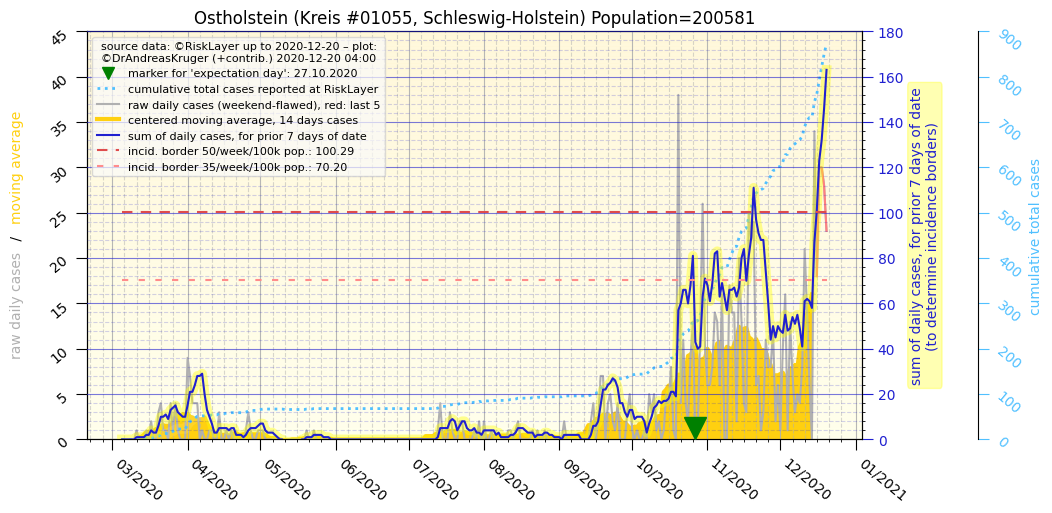 Ostholstein (Kreis #01055, Schleswig-Holstein) Population=200581
source data: ©RiskLayer up to 2020-12-20 – plot:
©DrAndreasKruger (+contrib.) 2020-12-20 04:00
marker for 'expectation day': 27.10.2020
cumulative total cases reported at RiskLayer
raw daily cases (weekend-flawed), red: last 5
centered moving average, 14 days cases
sum of daily cases, for prior 7 days of date
incid. border 50/week/100k pop.: 100.29
incid. border 35/week/100k pop.: 70.20
raw daily cases / moving average
0
5
10
15
20
25
30
35
40
45
03/2020
04/2020
05/2020
06/2020
07/2020
08/2020
09/2020
10/2020
11/2020
12/2020
01/2021
0
20
40
60
80
100
120
140
160
180
sum of daily cases, for prior 7 days of date
(to determine incidence borders)
0
100
200
300
400
500
600
700
800
900
cumulative total cases